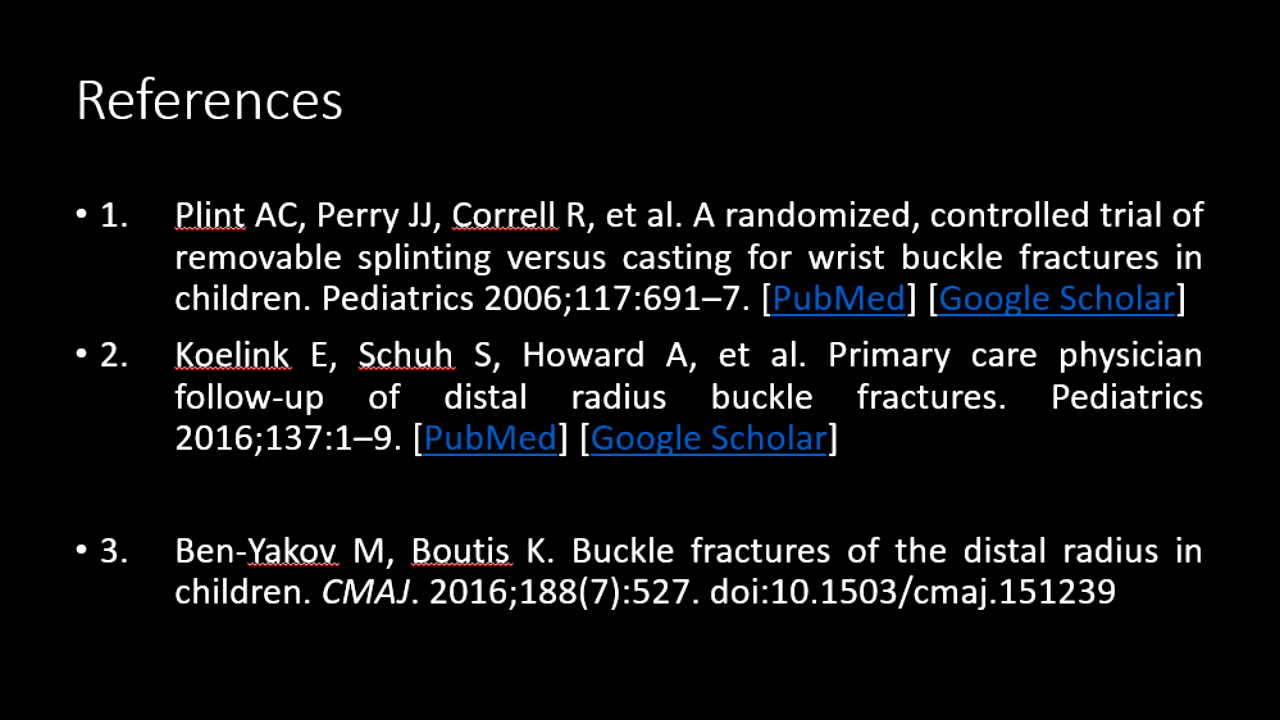 References
• 1. Plint AC, Perry JJ, Correll R, et al. A randomized, controlled trial of
removable splinting versus casting for wrist buckle fractures in
children. Pediatrics 2006;117:691–7. [PubMed] [Google Scholar]
• 2. Koelink E, Schuh S, Howard A, et al. Primary care physician
follow-up of distal radius buckle fractures. Pediatrics
2016;137:1–9. [PubMed] [Google Scholar]
• 3. Ben-Yakov M, Boutis K. Buckle fractures of the distal radius in
children. CMAJ. 2016;188(7):527. doi:10.1503/cmaj.151239